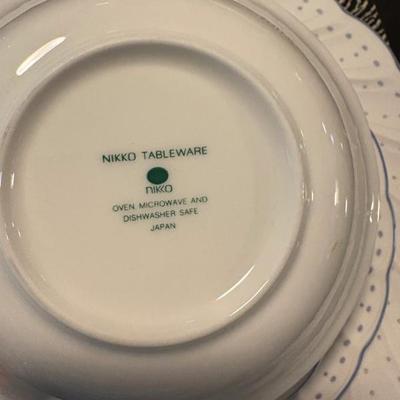 NIKKO TABLEWARE
nikko
OVEN, MICROWAVE AND
DISHWASHER SAFE
JAPAN